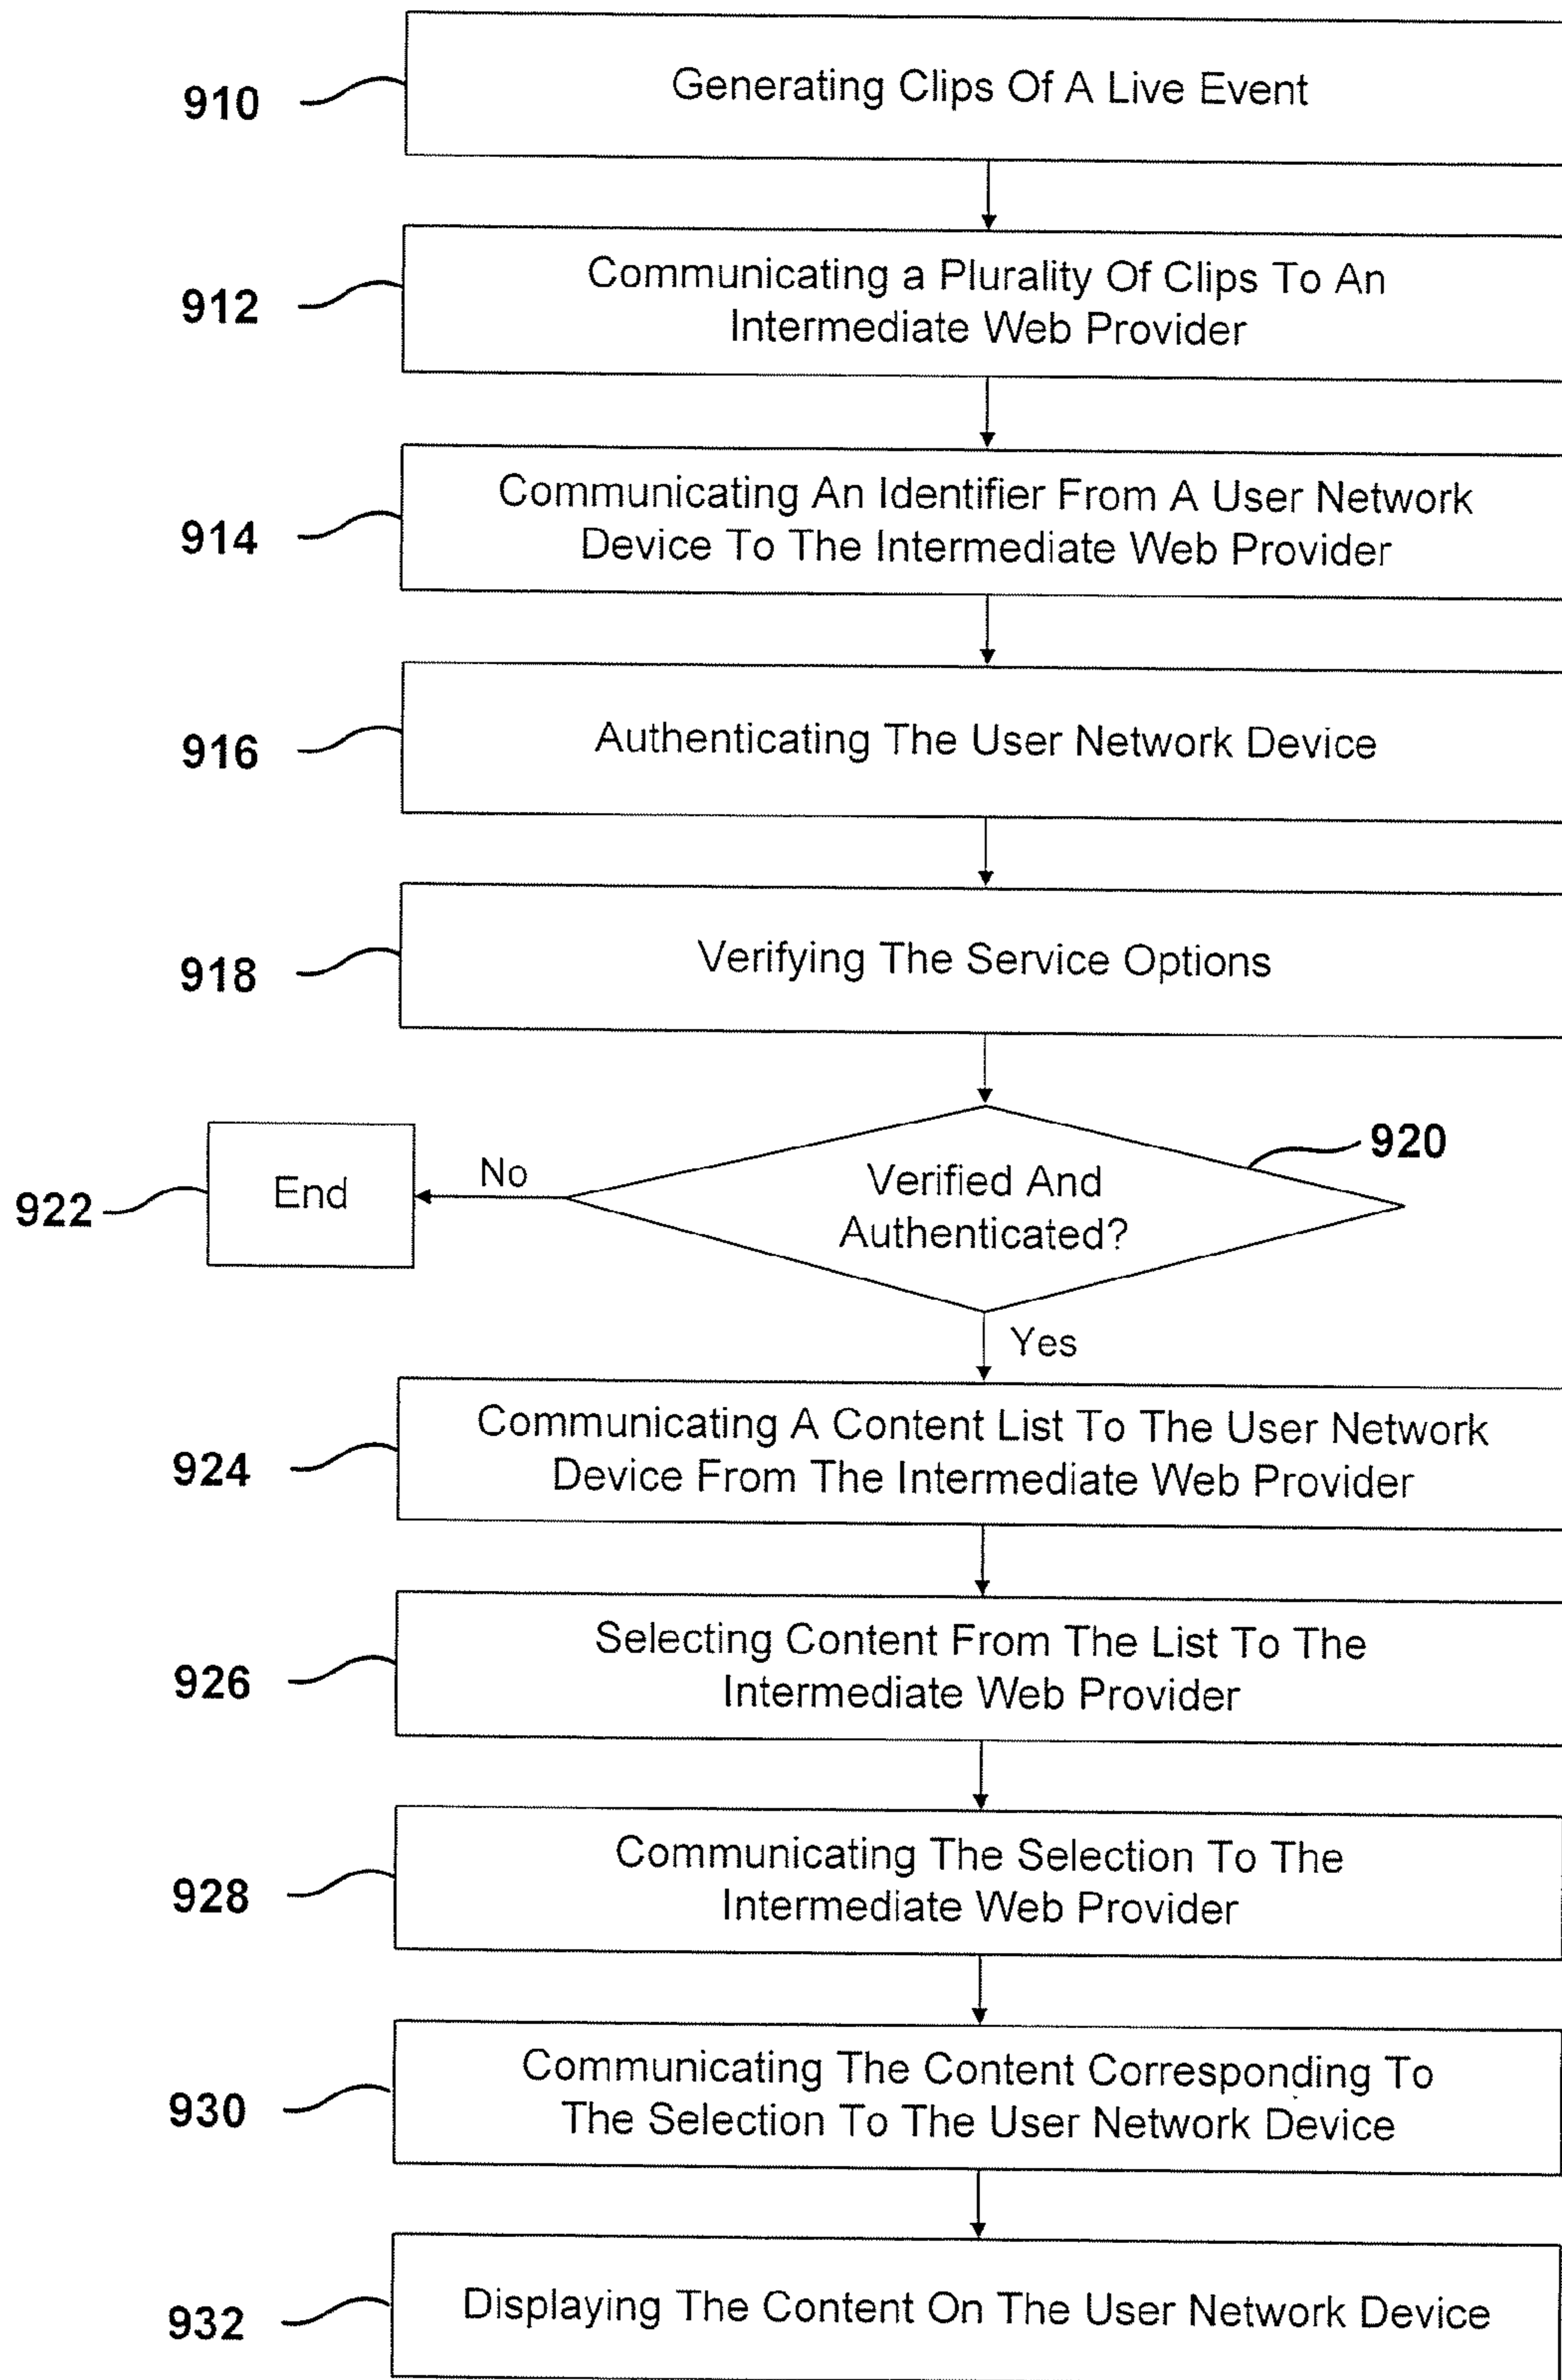 910
Generating Clips Of A Live Event
912
Communicating a Plurality Of Clips To An
Intermediate Web Provider
914
Communicating An Identifier From A User Network
Device To The Intermediate Web Provider
916
Authenticating The User Network Device
918
Verifying The Service Options
920
Verified And
Authenticated?
No
End
922
Yes
924
Communicating A Content List To The User Network
Device From The Intermediate Web Provider
926
Selecting Content From The List To The
Intermediate Web Provider
928
Communicating The Selection To The
Intermediate Web Provider
930
Communicating The Content Corresponding To
The Selection To The User Network Device
932
Displaying The Content On The User Network Device